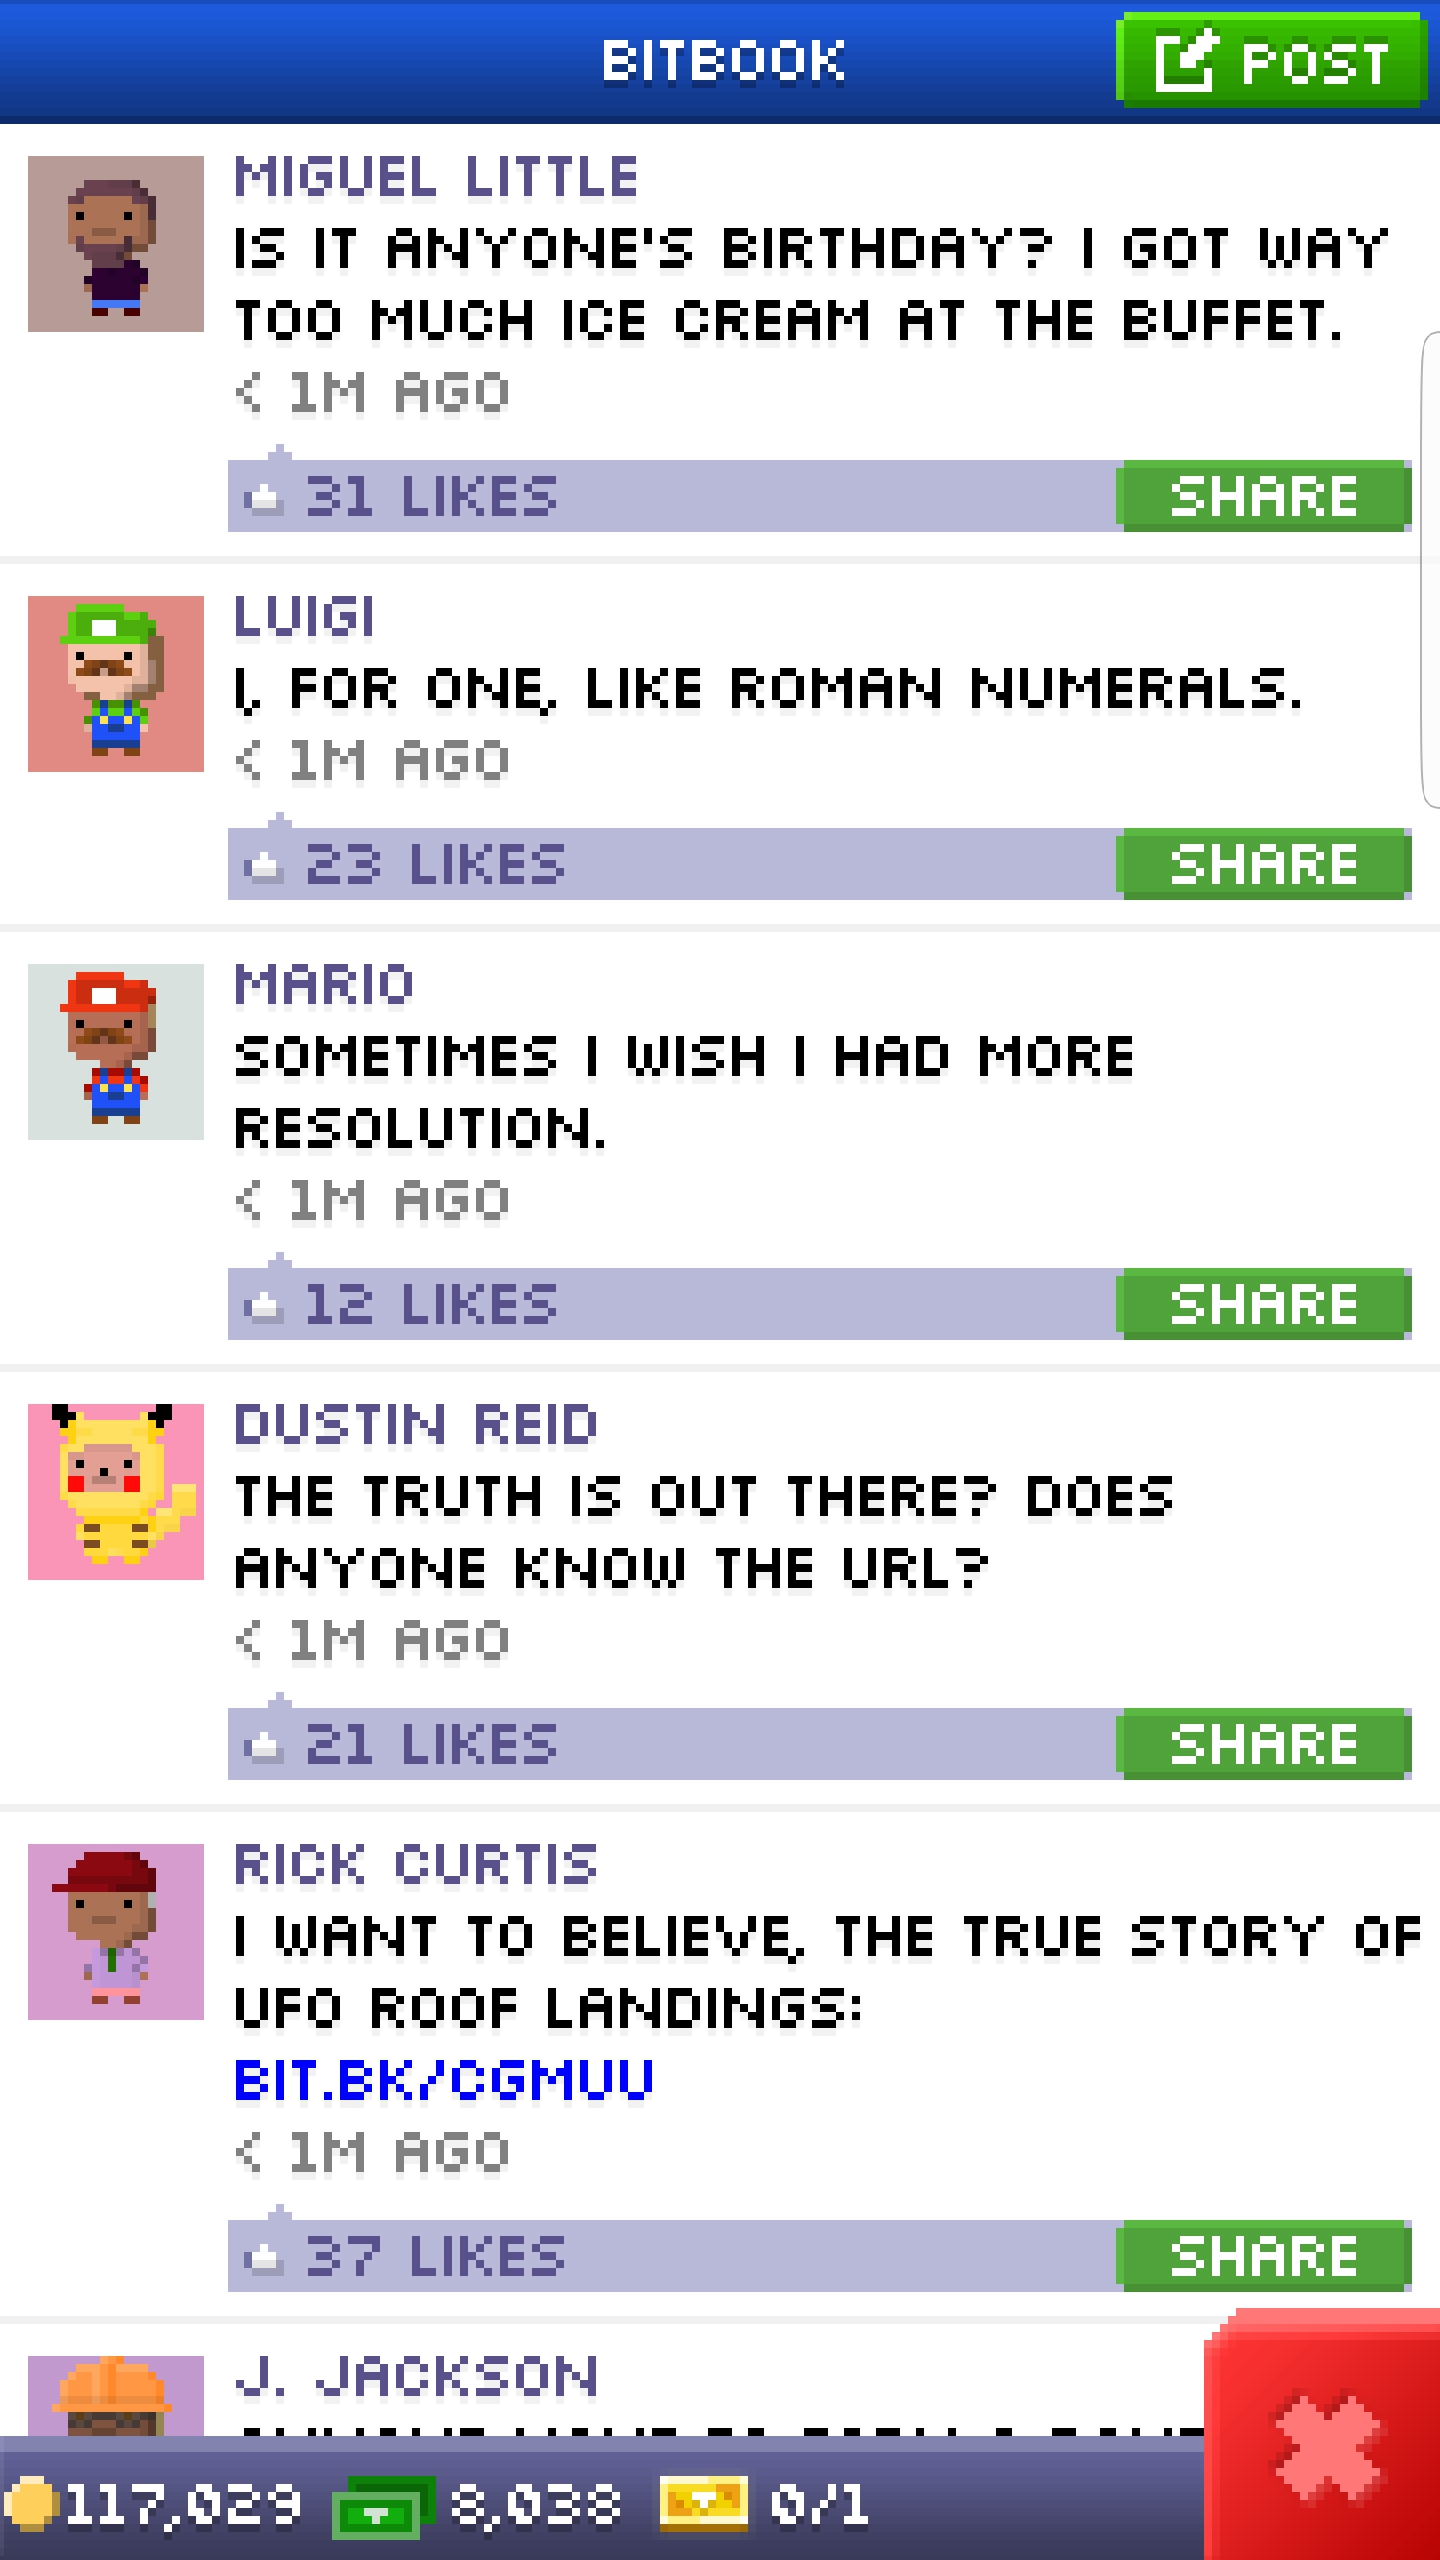 BITBOOK
POST
MIGUEL LITTLE
IS IT ANYONE'S BIRTHDAY? I GOT WAY
TOO MUCH ICE CREAM AT THE BUFFET.
< 1M AGO
31 LIKES
SHARE
LUIGI
I, FOR ONE, LIKE ROMAN NUMERALS.
< 1M AGO
23 LIKES
SHARE
MARIO
SOMETIMES I WISH I HAD MORE
RESOLUTION.
< 1M AGO
12 LIKES
SHARE
DUSTIN REID
THE TRUTH IS OUT THERE? DOES
ANYONE KNOW THE URL?
< 1M AGO
21 LIKES
SHARE
RICK CURTIS
I WANT TO BELIEVE, THE TRUE STORY OF
UFO ROOF LANDINGS:
BIT.BK/CGMUU
< 1M AGO
37 LIKES
SHARE
J. JACKSON
117,029
8,038
0/1